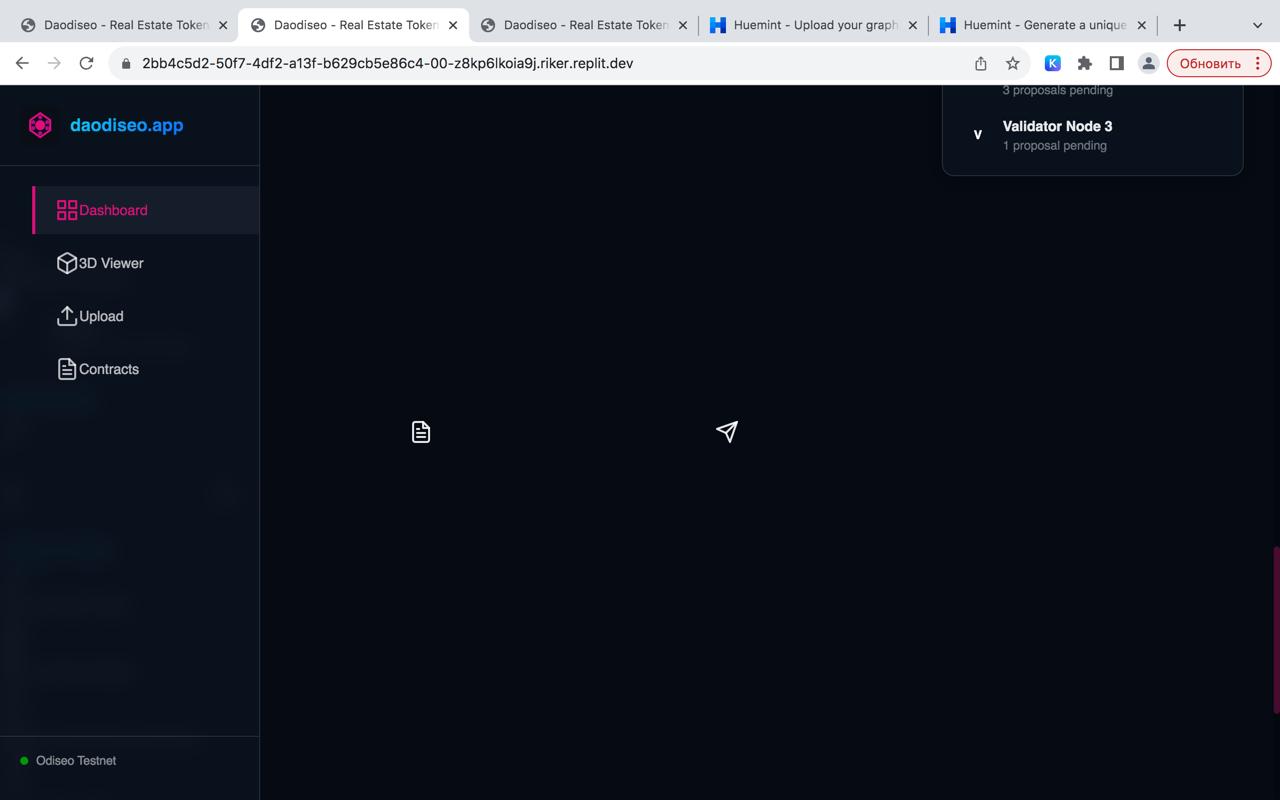 Daodiseo - Real Estate Token
Daodiseo - Real Estate Token
Daodiseo - Real Estate Token
Huemint - Upload your graph
Huemint - Generate a unique
2bb4c5d2-50f7-4df2-a13f-b629cb5e86c4-00-z8kp6lkoia9j.riker.replit.dev
K
Обновить
daodiseo.app
3 proposals pending
V
Validator Node 3
1 proposal pending
Dashboard
3D Viewer
Upload
Contracts
Odiseo Testnet